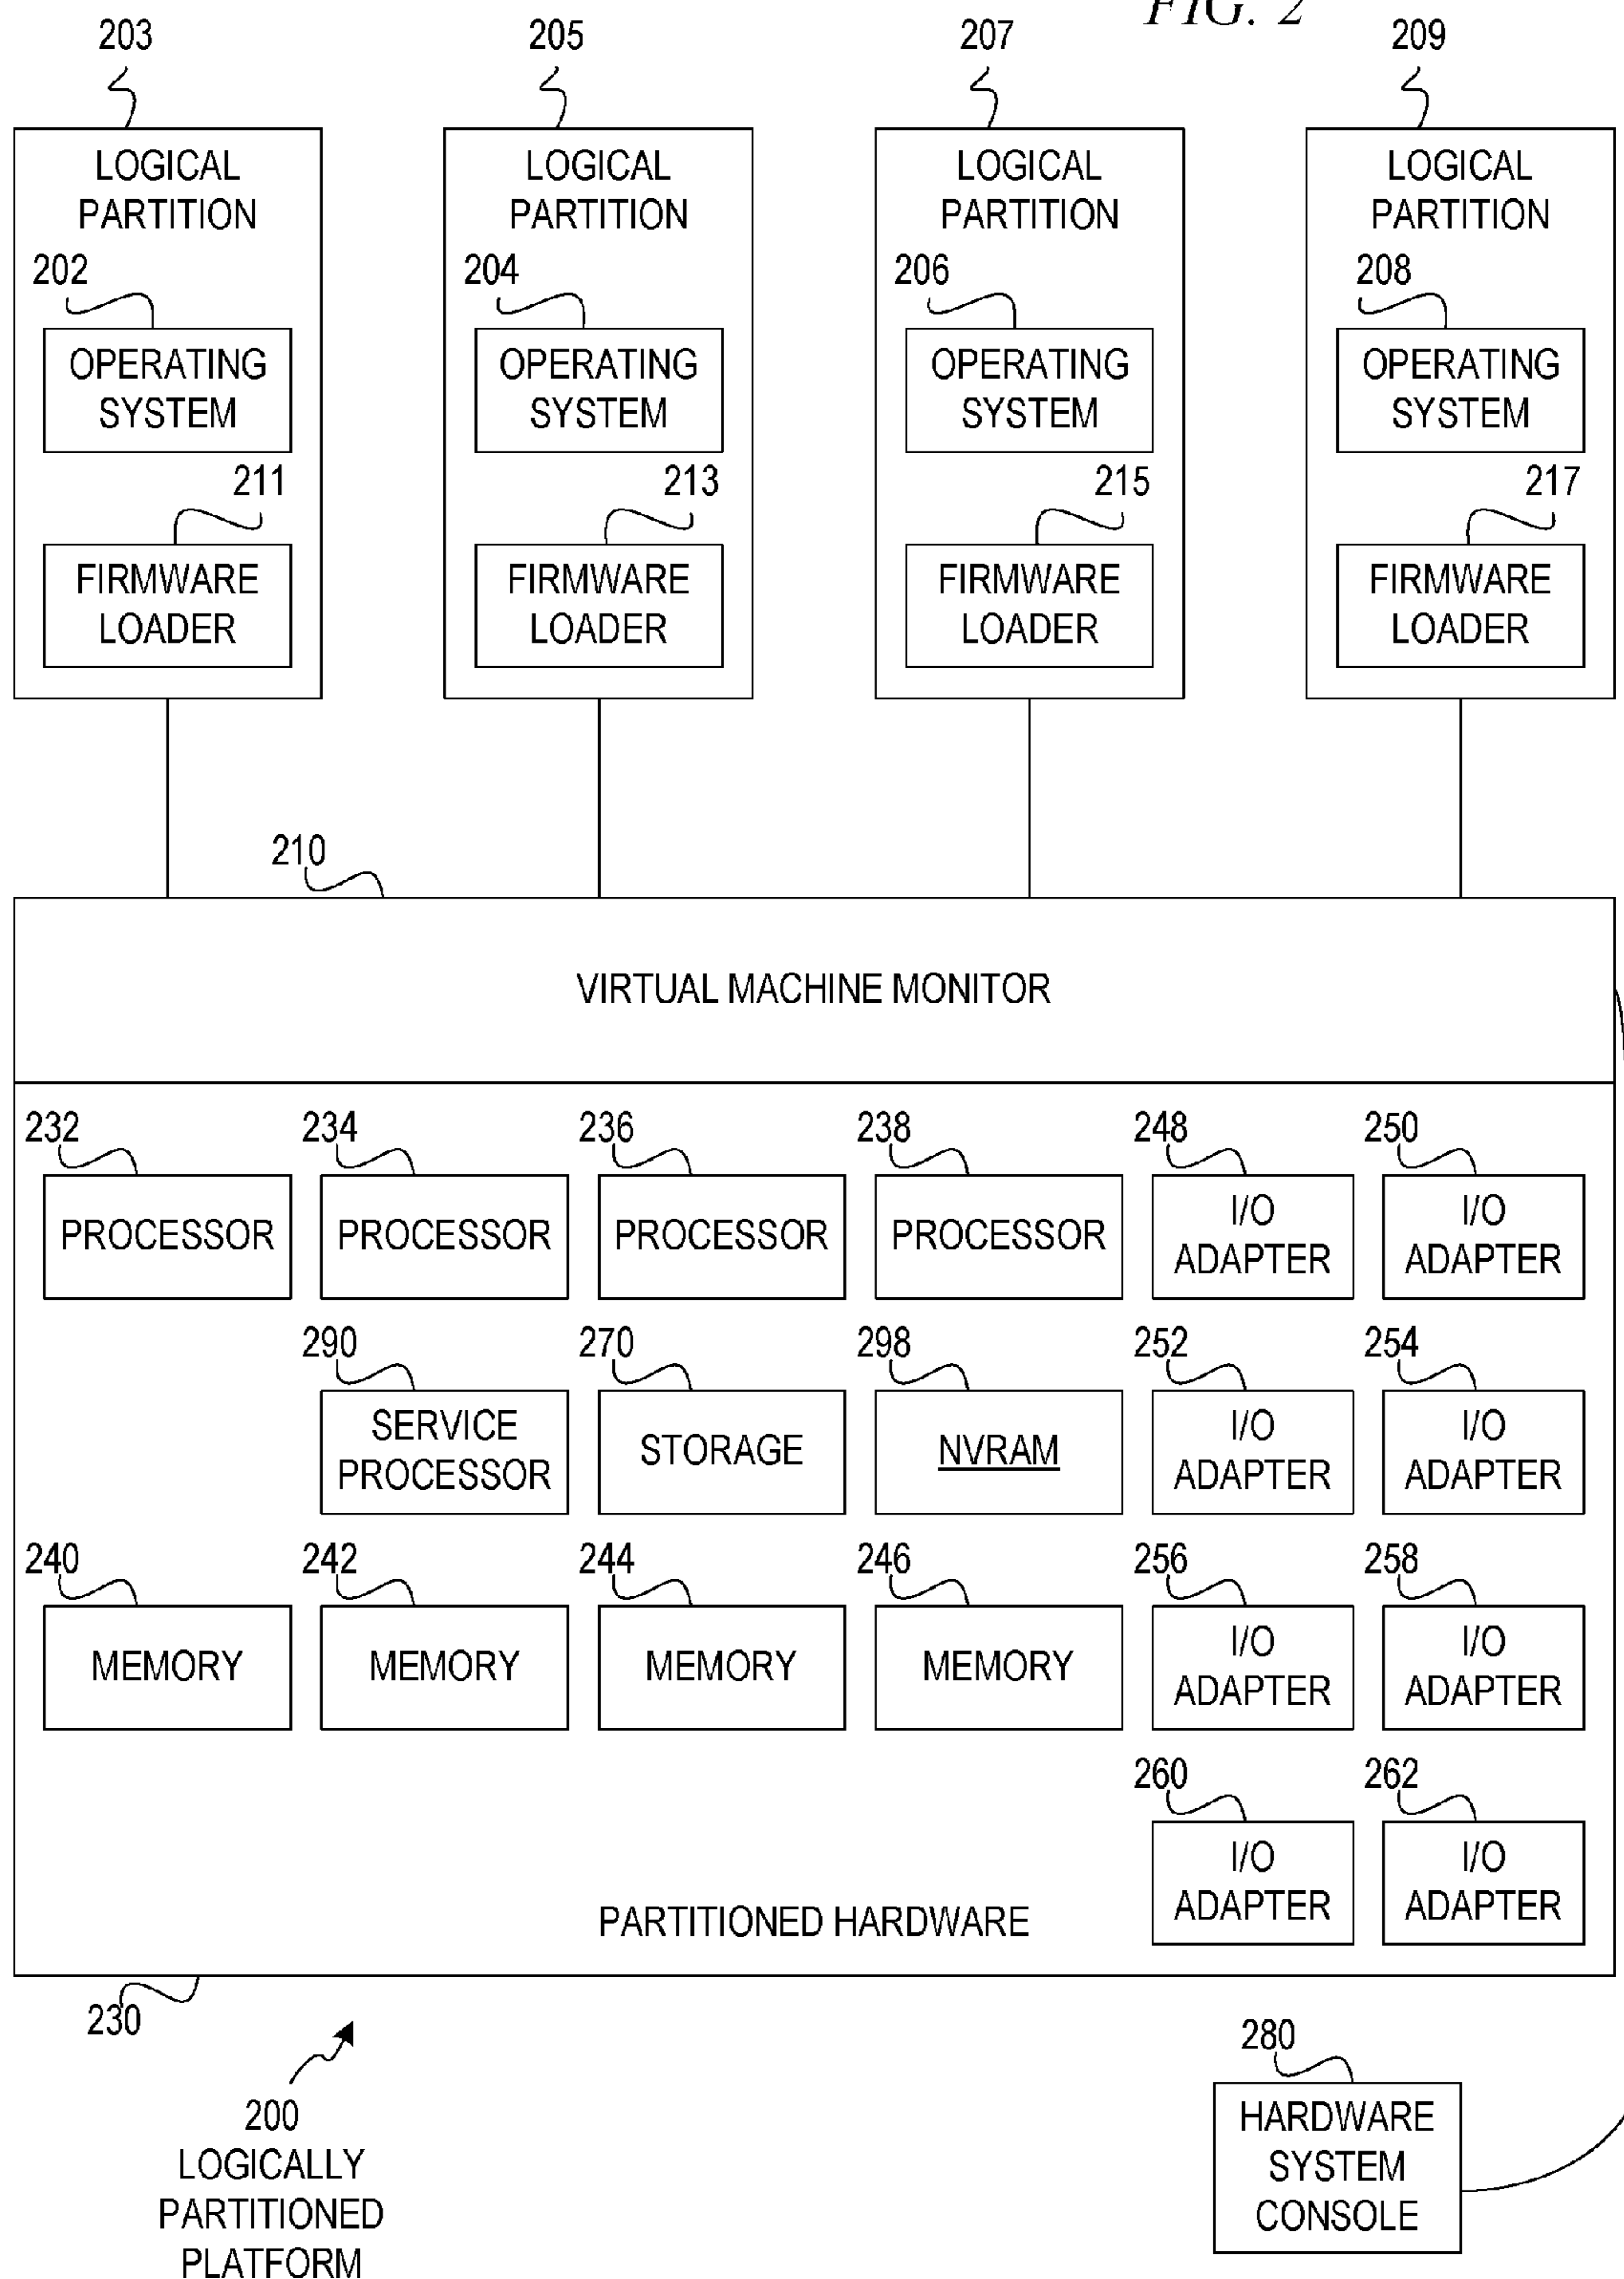 FIG. 2
203 205 207 209
LOGICAL PARTITION LOGICAL PARTITION LOGICAL PARTITION LOGICAL PARTITION
202 204 206 208
OPERATING SYSTEM OPERATING SYSTEM OPERATING SYSTEM OPERATING SYSTEM
211 213 215 217
FIRMWARE LOADER FIRMWARE LOADER FIRMWARE LOADER FIRMWARE LOADER
210
VIRTUAL MACHINE MONITOR
232 234 236 238 248 250
PROCESSOR PROCESSOR PROCESSOR PROCESSOR I/O ADAPTER I/O ADAPTER
290 270 298 252 254
SERVICE PROCESSOR STORAGE NVRAM I/O ADAPTER I/O ADAPTER
240 242 244 246 256 258
MEMORY MEMORY MEMORY MEMORY I/O ADAPTER I/O ADAPTER
260 262
I/O ADAPTER I/O ADAPTER
PARTITIONED HARDWARE
230
200
LOGICALLY
PARTITIONED
PLATFORM
280
HARDWARE
SYSTEM
CONSOLE